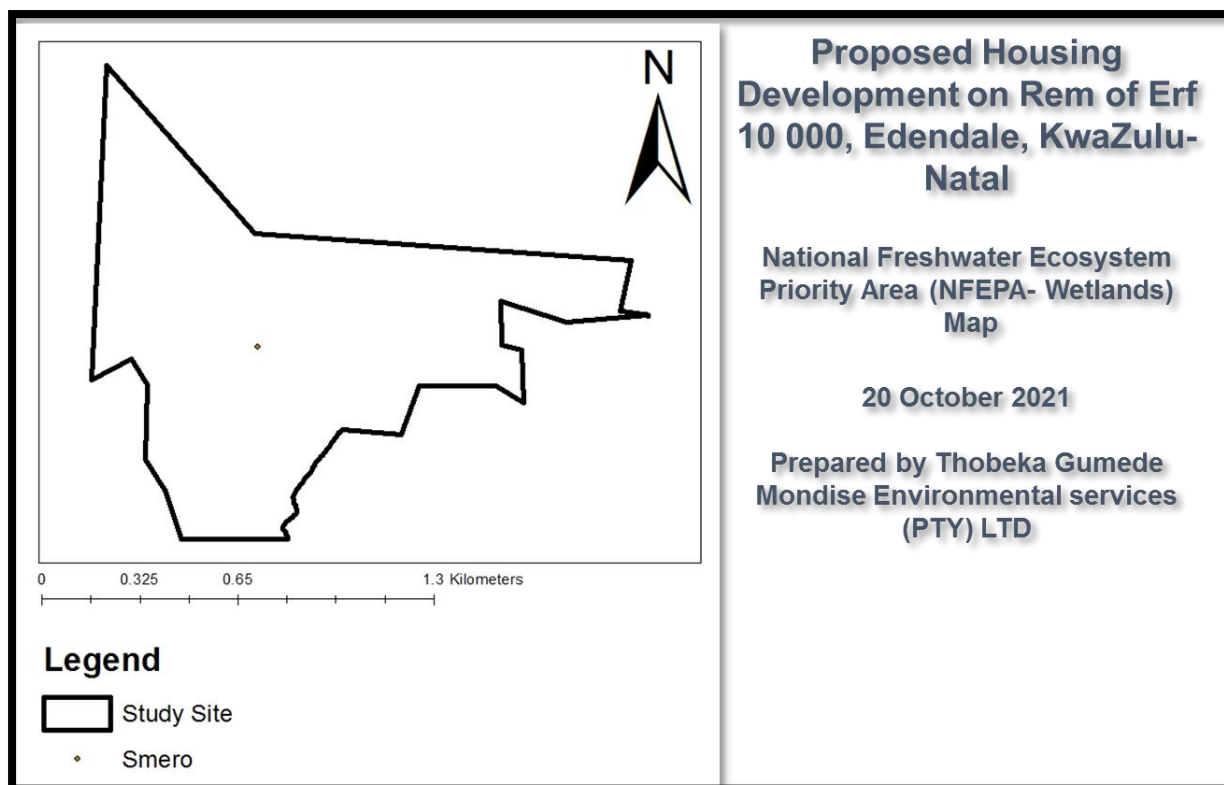 N
0
0.325
0.65
1.3 Kilometers
Legend
Study Site
Smero
Proposed Housing
Development on Rem of Erf
10 000, Edendale, KwaZulu-
Natal
National Freshwater Ecosystem
Priority Area (NFEPA- Wetlands)
Map
20 October 2021
Prepared by Thobeka Gumede
Mondise Environmental services
(PTY) LTD